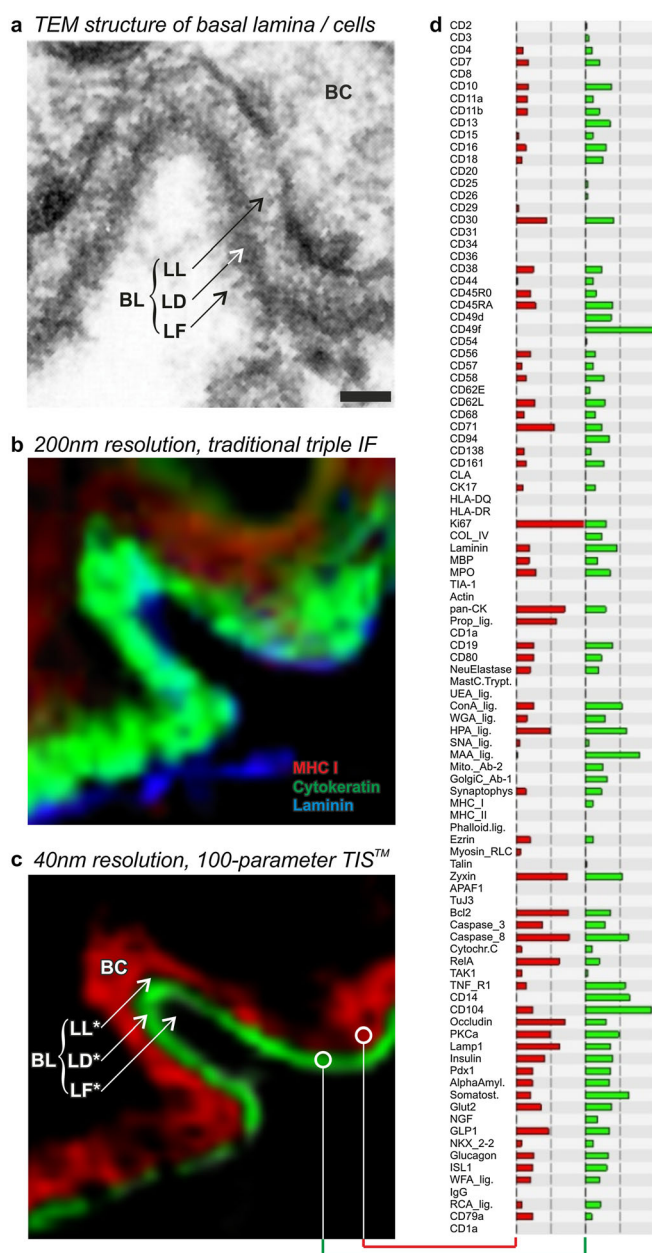 a TEM structure of basal lamina / cells
BC
LL
BL { LD
LF
b 200nm resolution, traditional triple IF
MHC I
Cytokeratin
Laminin
c 40nm resolution, 100-parameter TIS™
BC
LL*
BL { LD*
LF*
d
CD2
CD3
CD4
CD7
CD8
CD10
CD11a
CD11b
CD13
CD15
CD16
CD18
CD20
CD25
CD26
CD29
CD30
CD31
CD34
CD36
CD38
CD44
CD45R0
CD45RA
CD49d
CD49f
CD54
CD56
CD57
CD58
CD62E
CD62L
CD68
CD71
CD94
CD138
CD161
CLA
CK17
HLA-DQ
HLA-DR
Ki67
COL_IV
Laminin
MBP
MPO
TIA-1
Actin
pan-CK
Prop_lig.
CD1a
CD19
CD80
NeuElastase
MastC.Trypt.
UEA_lig.
ConA_lig.
WGA_lig.
HPA_lig.
SNA_lig.
MAA_lig.
Mito._Ab-2
GolgiC_Ab-1
Synaptophys
MHC_I
MHC_II
Phalloid.lig.
Ezrin
Myosin_RLC
Talin
Zyxin
APAF1
TuJ3
Bcl2
Caspase_3
Caspase_8
Cytochr.C
RelA
TAK1
TNF_R1
CD14
CD104
Occludin
PKCa
Lamp1
Insulin
Pdx1
AlphaAmyl.
Somatost.
Glut2
NGF
GLP1
NKX_2-2
Glucagon
ISL1
WFA_lig.
IgG
RCA_lig.
CD79a
CD1a